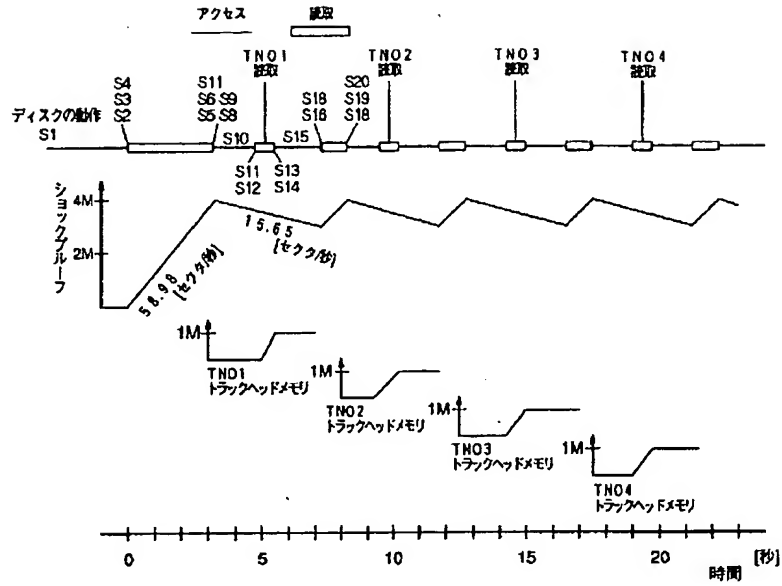 アクセス 読取
TNO1
読取
TNO2
読取
TNO3
読取
TNO4
読取
S4
S3
S2
S11
S6 S9
S5 S8
S18
S16
S20
S19
S18
ディスクの動作
S1
S10
S15
S11
S12
S13
S14
ショックプルーフ
4M
2M
58.98
[セクタ/秒]
15.65
[セクタ/秒]
1M
TNO1
トラックヘッドメモリ
1M
TNO2
トラックヘッドメモリ
1M
TNO3
トラックヘッドメモリ
1M
TNO4
トラックヘッドメモリ
0 5 10 15 20 [秒]
時間